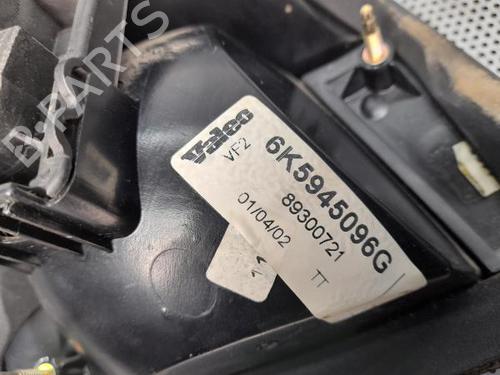 Valeo
VF2
6K5945096G
89300721
01/04/02
TT
B-PARTS